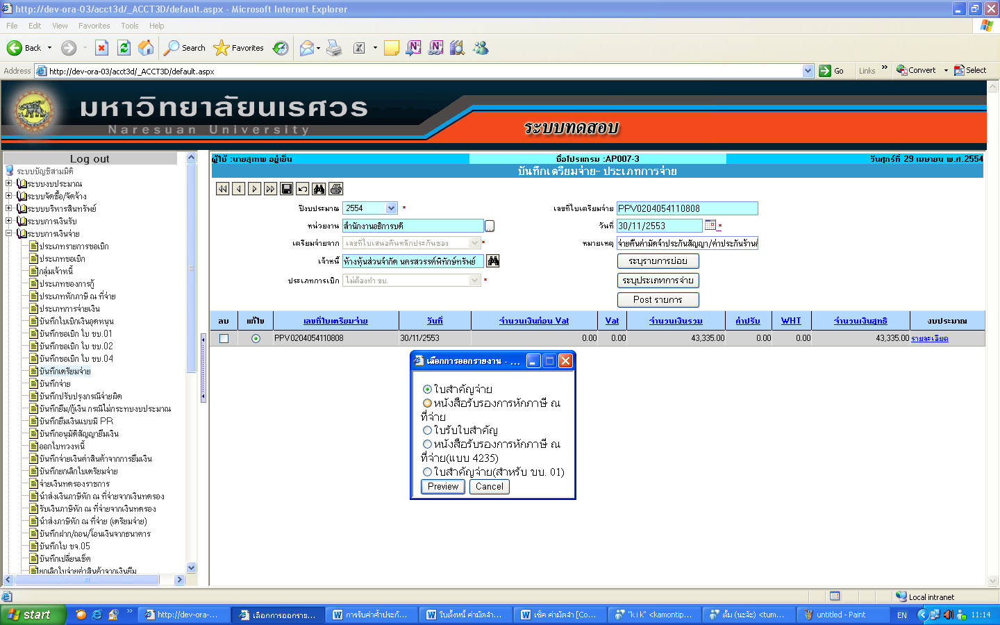 http://dev-ora-03/acct3d/_ACCT3D/default.aspx - Microsoft Internet Explorer
File Edit View Favorites Tools Help
Back Search Favorites
Address http://dev-ora-03/acct3d/_ACCT3D/default.aspx Go Links » Convert Select
มหาวิทยาลัยนเรศวร
Naresuan University
ระบบทดสอบ
Log out
ระบบบัญชีสามมิติ
ระบบงบประมาณ
ระบบจัดซื้อ/จัดจ้าง
ระบบบริหารสินทรัพย์
ระบบการเงินรับ
ระบบการเงินจ่าย
ประเภทรายการขอเบิก
ประเภทขอเบิก
กลุ่มเจ้าหนี้
ประเภทของการกู้
ประเภทหักภาษี ณ ที่จ่าย
ประเภทการจ่ายเงิน
บันทึกใบเบิกเงินอุดหนุน
บันทึกขอเบิก ใบ ขบ.01
บันทึกขอเบิก ใบ ขบ.02
บันทึกขอเบิก ใบ ขบ.04
บันทึกเตรียมจ่าย
บันทึกจ่าย
บันทึกปรับปรุงกรณีจ่ายผิด
บันทึกยืม/กู้เงิน กรณีไม่กระทบงบประมาณ
บันทึกยืมเงินแบบมี PR
บันทึกอนุมัติสัญญายืมเงิน
ออกใบทวงหนี้
บันทึกจ่ายเงินค่าสินค้าจากการยืมเงิน
บันทึกยกเลิกใบเตรียมจ่าย
จ่ายเงินทดรองราชการ
นำส่งเงินภาษีหัก ณ ที่จ่ายจากเงินทดรอง
รับเงินภาษีหัก ณ ที่จ่ายจากเงินทดรอง
นำส่งภาษีหัก ณ ที่จ่าย (เตรียมจ่าย)
บันทึกฝาก/ถอน/โอนเงินจากธนาคาร
บันทึกใบ ขจ.05
บันทึกเปลี่ยนเช็ค
ยกเลิกใบจ่ายค่าสินค้าจากเงินยืม
ผู้ใช้ :นายสุเทพ อยู่เย็น ชื่อโปรแกรม :AP007-3 วันศุกร์ที่ 29 เมษายน พ.ศ.2554
บันทึกเตรียมจ่าย- ประเภทการจ่าย
ปีงบประมาณ 2554 * เลขที่ใบเตรียมจ่าย PPV0204054110808
หน่วยงาน สำนักงานอธิการบดี ... วันที่ 30/11/2553 *
เตรียมจ่ายจาก เลขที่ใบเสนอคืนหลักประกันซอง * หมายเหตุ จ่ายคืนค่ามัดจำประกันสัญญา/ค่าประกันร้านค้
เจ้าหนี้ ห้างหุ้นส่วนจำกัด นครสวรรค์พิทักษ์ทรัพย์ ระบุรายการย่อย
ประเภทการเบิก ไม่ต้องทำ ขบ. * ระบุประเภทการจ่าย
Post รายการ
ลบ แก้ไข เลขที่ใบเตรียมจ่าย วันที่ จำนวนเงินก่อน Vat Vat จำนวนเงินรวม ค่าปรับ WHT จำนวนเงินสุทธิ งบประมาณ
PPV0204054110808 30/11/2553 0.00 0.00 43,335.00 0.00 0.00 43,335.00 รายละเอียด
เลือกการออกรายงาน - ...
ใบสำคัญจ่าย
หนังสือรับรองการหักภาษี ณ
ที่จ่าย
ใบรับใบสำคัญ
หนังสือรับรองการหักภาษี ณ
ที่จ่าย(แบบ 4235)
ใบสำคัญจ่าย(สำหรับ ขบ. 01)
Preview Cancel
Local intranet
start » http://dev-ora-... เลือกการออกราย... การรับค่าค้ำประกั... ใบตั้งหนี้ ค่ามัดจำ... เช็ค ค่ามัดจำ [Co... "k i k" <kamontip... ตั้ม (นะจ๊ะ) <tum... untitled - Paint EN 11:14